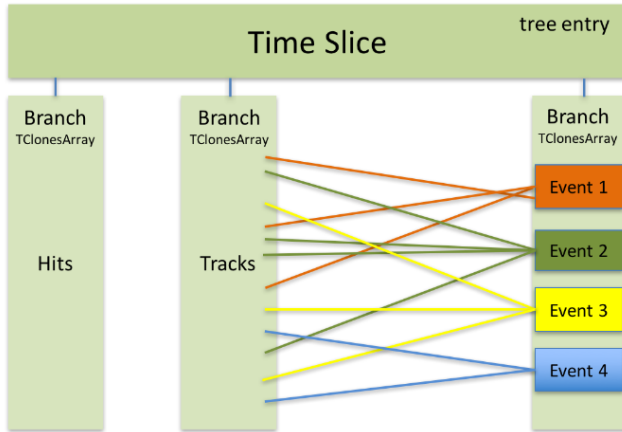 tree entry
Time Slice
Branch
TClonesArray
Branch
TClonesArray
Branch
TClonesArray
Hits
Tracks
Event 1
Event 2
Event 3
Event 4